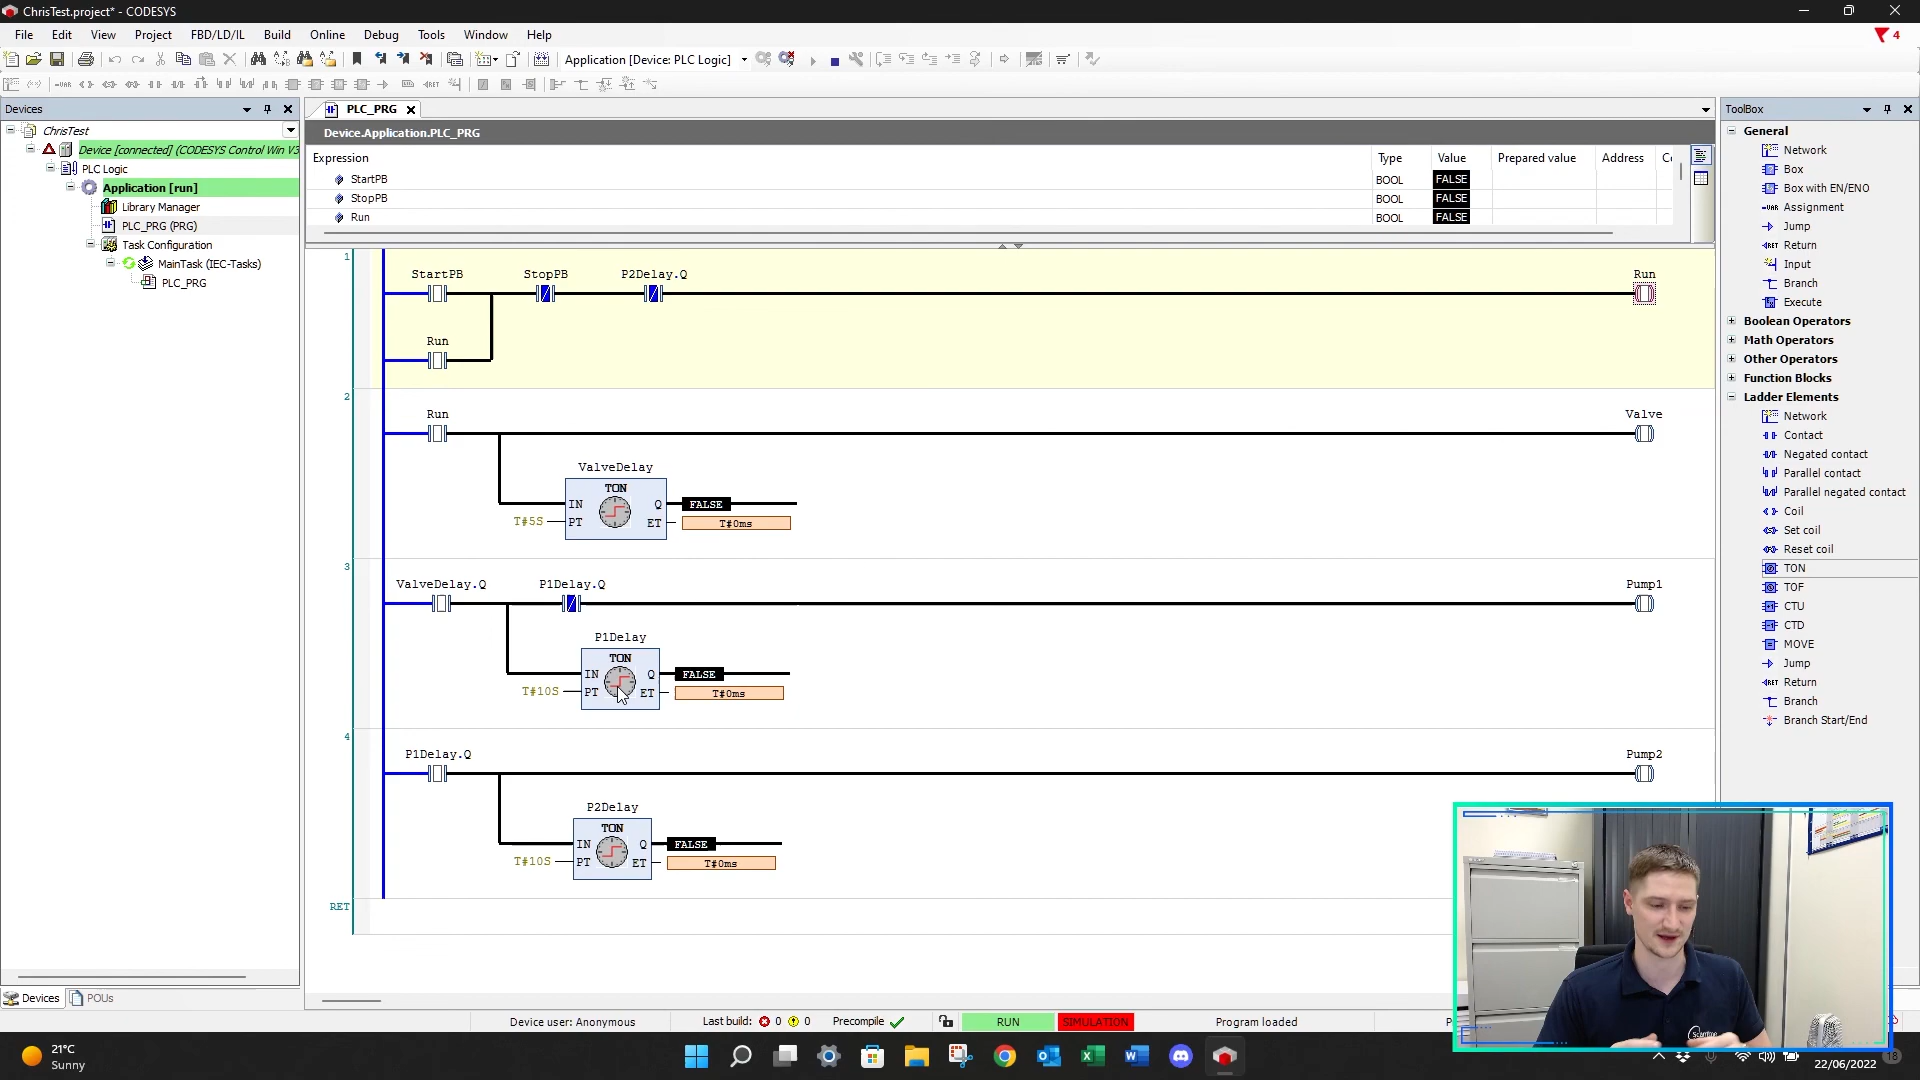 ChrisTest.project* - CODESYS
File Edit View Project FBD/LD/IL Build Online Debug Tools Window Help
4
Application [Device: PLC Logic]
Devices
PLC_PRG
ToolBox
ChrisTest
Device [connected] (CODESYS Control Win V3
PLC Logic
Application [run]
Library Manager
PLC_PRG (PRG)
Task Configuration
MainTask (IEC-Tasks)
PLC_PRG
Device.Application.PLC_PRG
Expression Type Value Prepared value Address
StartPB BOOL FALSE
StopPB BOOL FALSE
Run BOOL FALSE
1
StartPB StopPB P2Delay.Q Run
Run
2
Run Valve
ValveDelay
TON
IN Q FALSE
T#5S PT ET T#0ms
3
ValveDelay.Q P1Delay.Q Pump1
P1Delay
TON
IN Q FALSE
T#10S PT ET T#0ms
4
P1Delay.Q Pump2
P2Delay
TON
IN Q FALSE
T#10S PT ET T#0ms
RET
General
Network
Box
Box with EN/ENO
Assignment
Jump
Return
Input
Branch
Execute
Boolean Operators
Math Operators
Other Operators
Function Blocks
Ladder Elements
Network
Contact
Negated contact
Parallel contact
Parallel negated contact
Coil
Set coil
Reset coil
TON
TOF
CTU
CTD
MOVE
Jump
Return
Branch
Branch Start/End
Devices POUs
Device user: Anonymous Last build: 0 0 Precompile RUN SIMULATION Program loaded
21°C
Sunny
22/06/2022
18